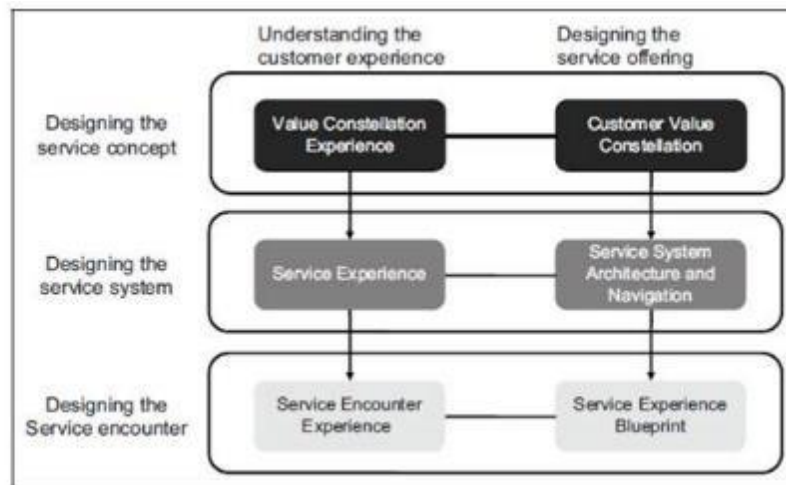 Understanding the
customer experience
Designing the
service offering
Designing the
service concept
Value Constellation
Experience
Customer Value
Constellation
Designing the
service system
Service Experience
Service System
Architecture and
Navigation
Designing the
Service encounter
Service Encounter
Experience
Service Experience
Blueprint